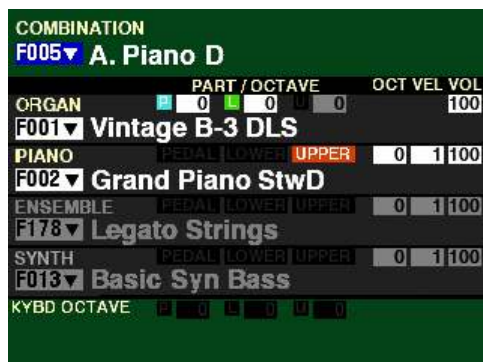 COMBINATION
F005▼ A. Piano D
PART / OCTAVE OCT VEL VOL
ORGAN P 0 L 0 U 0 100
F001▼ Vintage B-3 DLS
PIANO PEDAL LOWER UPPER 0 1 100
F002▼ Grand Piano StwD
ENSEMBLE PEDAL LOWER UPPER 0 1 100
F178▼ Legato Strings
SYNTH PEDAL LOWER UPPER 0 1 100
F013▼ Basic Syn Bass
KYBD OCTAVE P 0 L 0 U 0